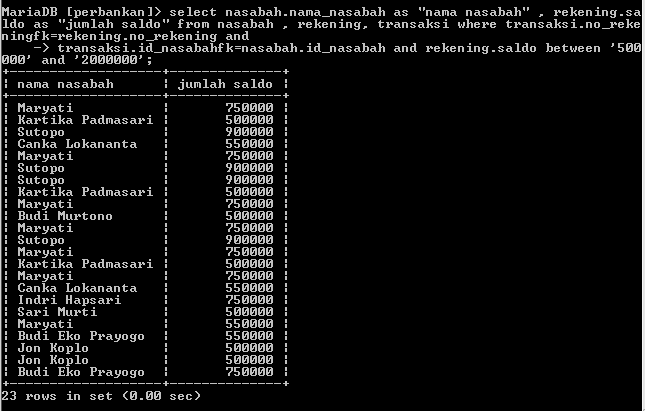 MariaDB [perbankan]> select nasabah.nama_nasabah as "nama nasabah" , rekening.sa
ldo as "jumlah saldo" from nasabah , rekening, transaksi where transaksi.no_reke
ningfk=rekening.no_rekening and
    -> transaksi.id_nasabahfk=nasabah.id_nasabah and rekening.saldo between '500
000' and '2000000';
+-----------------+--------------+
| nama nasabah      | jumlah saldo |
+-----------------+--------------+
| Maryati           |       750000 |
| Kartika Padmasari |       500000 |
| Sutopo            |       900000 |
| Canka Lokananta   |       550000 |
| Maryati           |       750000 |
| Sutopo            |       900000 |
| Sutopo            |       900000 |
| Kartika Padmasari |       500000 |
| Maryati           |       750000 |
| Budi Murtono      |       500000 |
| Maryati           |       750000 |
| Sutopo            |       900000 |
| Maryati           |       750000 |
| Kartika Padmasari |       500000 |
| Maryati           |       750000 |
| Canka Lokananta   |       550000 |
| Indri Hapsari     |       750000 |
| Sari Murti        |       500000 |
| Maryati           |       550000 |
| Budi Eko Prayogo  |       550000 |
| Jon Koplo         |       500000 |
| Jon Koplo         |       500000 |
| Budi Eko Prayogo  |       750000 |
+-----------------+--------------+
23 rows in set (0.00 sec)